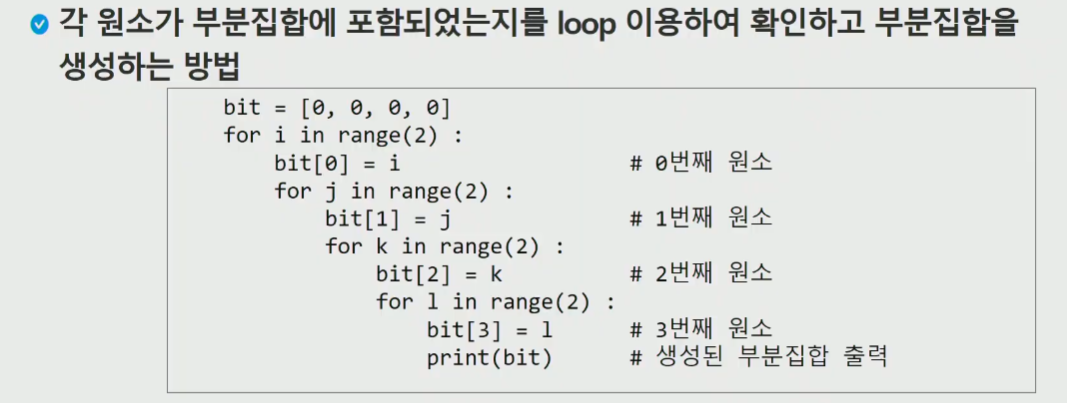 각 원소가 부분집합에 포함되었는지를 loop 이용하여 확인하고 부분집합을
생성하는 방법
bit = [0, 0, 0, 0]
for i in range(2) :
    bit[0] = i                  # 0번째 원소
    for j in range(2) :
        bit[1] = j              # 1번째 원소
        for k in range(2) :
            bit[2] = k          # 2번째 원소
            for l in range(2) :
                bit[3] = l      # 3번째 원소
                print(bit)      # 생성된 부분집합 출력